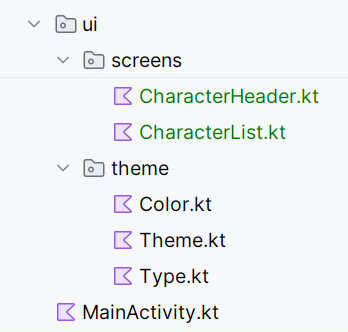 ui
screens
CharacterHeader.kt
CharacterList.kt
theme
Color.kt
Theme.kt
Type.kt
MainActivity.kt